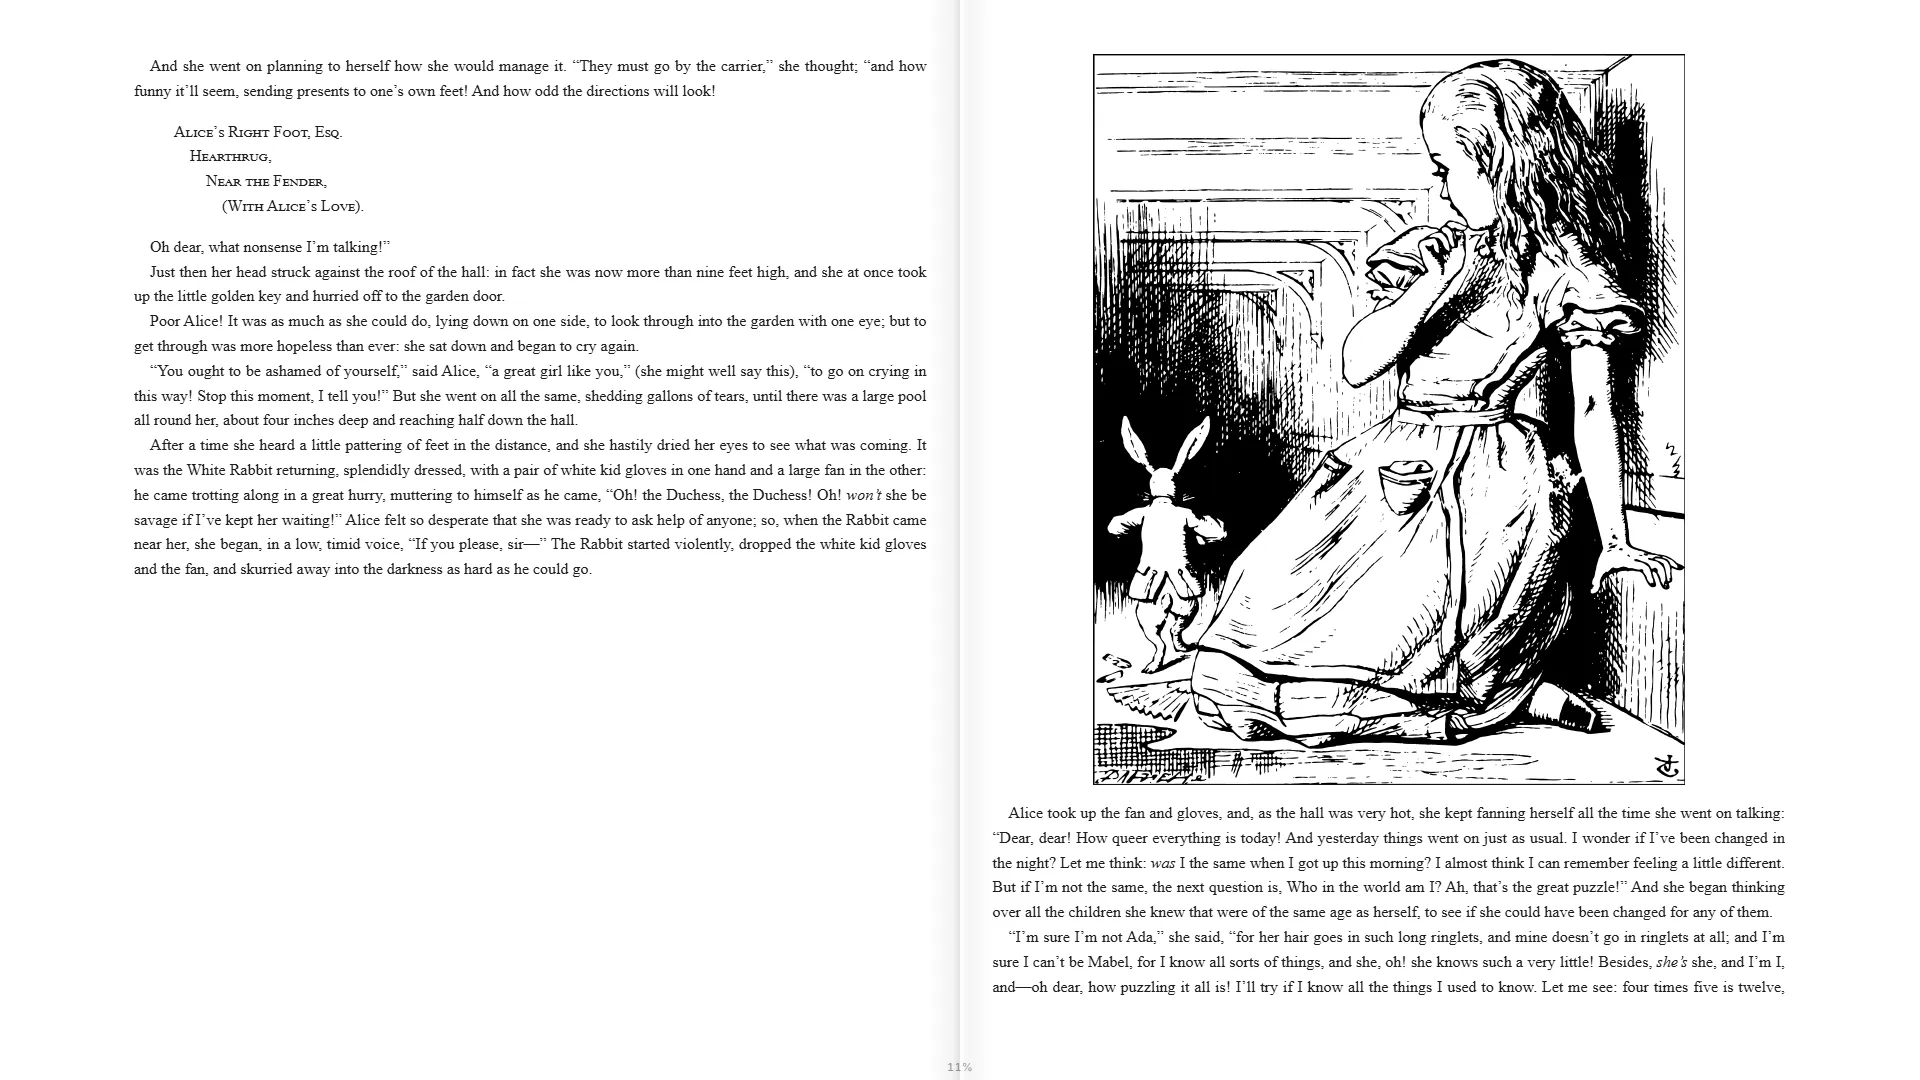 And she went on planning to herself how she would manage it. “They must go by the carrier,” she thought; “and how
funny it’ll seem, sending presents to one’s own feet! And how odd the directions will look!
Alice’s Right Foot, Esq.
Hearthrug,
Near the Fender,
(With Alice’s Love).
Oh dear, what nonsense I’m talking!”
Just then her head struck against the roof of the hall: in fact she was now more than nine feet high, and she at once took
up the little golden key and hurried off to the garden door.
Poor Alice! It was as much as she could do, lying down on one side, to look through into the garden with one eye; but to
get through was more hopeless than ever: she sat down and began to cry again.
“You ought to be ashamed of yourself,” said Alice, “a great girl like you,” (she might well say this), “to go on crying in
this way! Stop this moment, I tell you!” But she went on all the same, shedding gallons of tears, until there was a large pool
all round her, about four inches deep and reaching half down the hall.
After a time she heard a little pattering of feet in the distance, and she hastily dried her eyes to see what was coming. It
was the White Rabbit returning, splendidly dressed, with a pair of white kid gloves in one hand and a large fan in the other:
he came trotting along in a great hurry, muttering to himself as he came, “Oh! the Duchess, the Duchess! Oh! won’t she be
savage if I’ve kept her waiting!” Alice felt so desperate that she was ready to ask help of anyone; so, when the Rabbit came
near her, she began, in a low, timid voice, “If you please, sir—” The Rabbit started violently, dropped the white kid gloves
and the fan, and skurried away into the darkness as hard as he could go.
Alice took up the fan and gloves, and, as the hall was very hot, she kept fanning herself all the time she went on talking:
“Dear, dear! How queer everything is today! And yesterday things went on just as usual. I wonder if I’ve been changed in
the night? Let me think: was I the same when I got up this morning? I almost think I can remember feeling a little different.
But if I’m not the same, the next question is, Who in the world am I? Ah, that’s the great puzzle!” And she began thinking
over all the children she knew that were of the same age as herself, to see if she could have been changed for any of them.
“I’m sure I’m not Ada,” she said, “for her hair goes in such long ringlets, and mine doesn’t go in ringlets at all; and I’m
sure I can’t be Mabel, for I know all sorts of things, and she, oh! she knows such a very little! Besides, she’s she, and I’m I,
and—oh dear, how puzzling it all is! I’ll try if I know all the things I used to know. Let me see: four times five is twelve,
11%